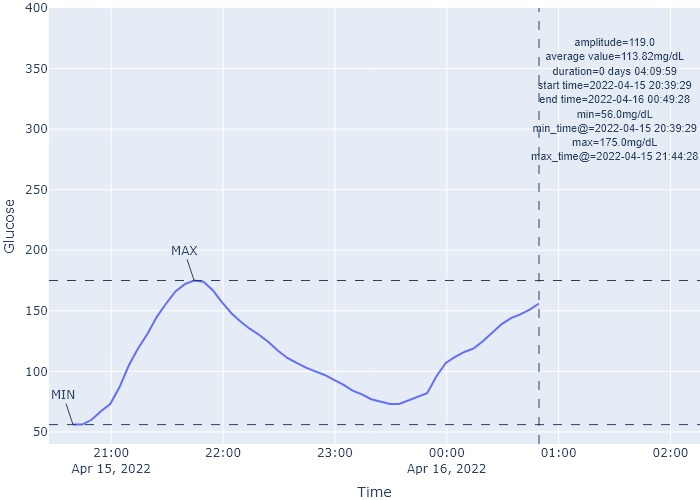 400
amplitude=119.0
average value=113.82mg/dL
350
duration=0 days 04:09:59
start time=2022-04-15 20:39:29
end time=2022-04-16 00:49:28
min=56.0mg/dL
300
min_time@=2022-04-15 20:39:29
max=175.0mg/dL
max_time@=2022-04-15 21:44:28
250
Glucose
200
MAX
150
100
MIN
50
21:00 22:00 23:00 00:00 01:00 02:00
Apr 15, 2022 Apr 16, 2022
Time